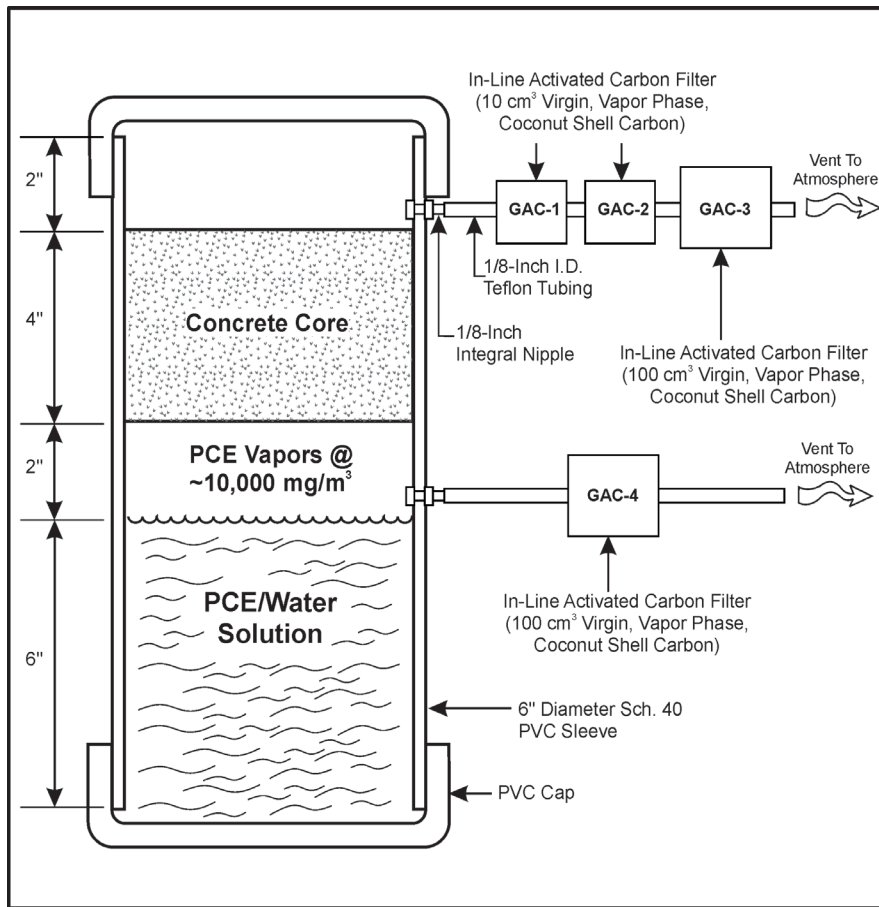 In-Line Activated Carbon Filter
(10 cm³ Virgin, Vapor Phase,
Coconut Shell Carbon)
Vent To
Atmosphere
2"
GAC-1
GAC-2
GAC-3
1/8-Inch I.D.
Teflon Tubing
4"
Concrete Core
1/8-Inch
Integral Nipple
In-Line Activated Carbon Filter
(100 cm³ Virgin, Vapor Phase,
Coconut Shell Carbon)
2"
PCE Vapors @
~10,000 mg/m³
Vent To
Atmosphere
GAC-4
PCE/Water
Solution
In-Line Activated Carbon Filter
(100 cm³ Virgin, Vapor Phase,
Coconut Shell Carbon)
6"
6" Diameter Sch. 40
PVC Sleeve
PVC Cap